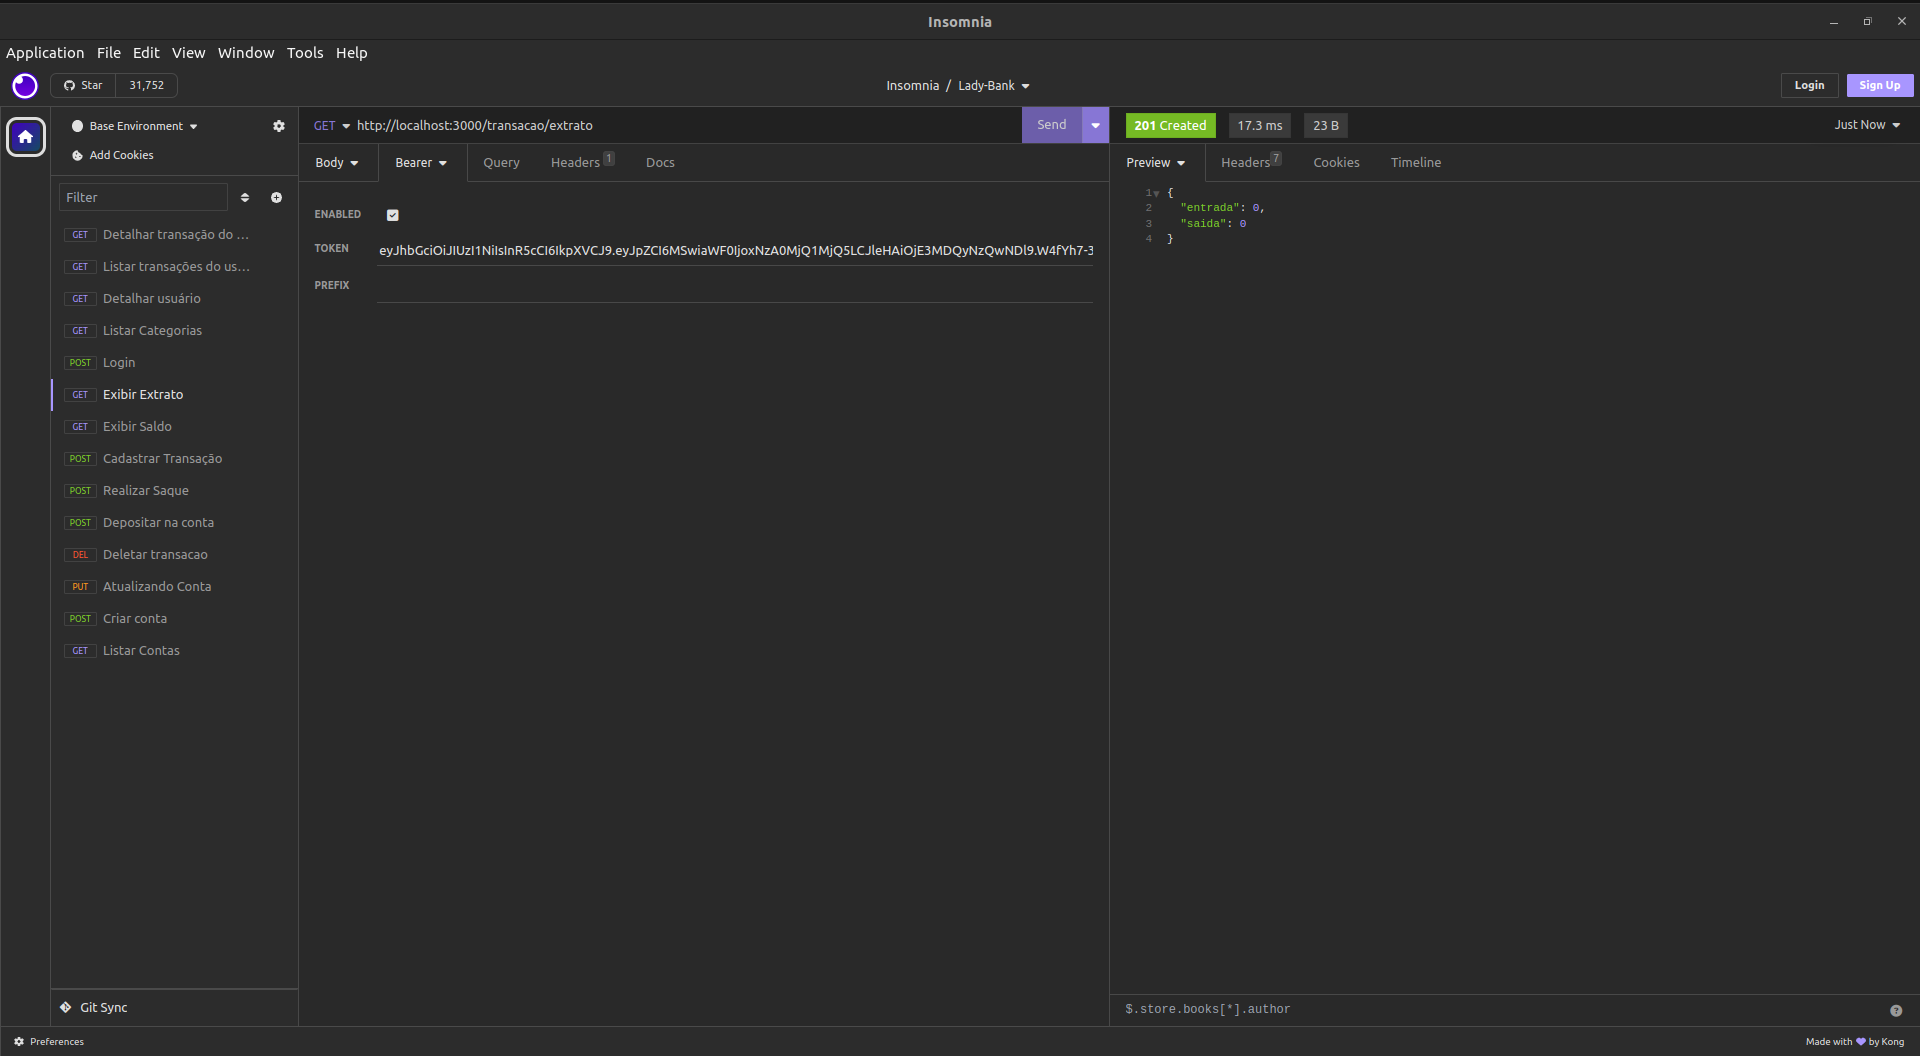 Insomnia
Application File Edit View Window Tools Help
Star 31,752
Insomnia / Lady-Bank
Login Sign Up
Base Environment
Add Cookies
Filter
GET Detalhar transação do ...
GET Listar transações do us...
GET Detalhar usuário
GET Listar Categorias
POST Login
GET Exibir Extrato
GET Exibir Saldo
POST Cadastrar Transação
POST Realizar Saque
POST Depositar na conta
DEL Deletar transacao
PUT Atualizando Conta
POST Criar conta
GET Listar Contas
Git Sync
GET http://localhost:3000/transacao/extrato Send
Body Bearer Query Headers 1 Docs
ENABLED
TOKEN eyJhbGciOiJIUzI1NiIsInR5cCI6IkpXVCJ9.eyJpZCI6MSwiaWF0IjoxNzA0MjQ1MjQ5LCJleHAiOjE3MDQyNzQwNDl9.W4fYh7-3
PREFIX
201 Created 17.3 ms 23 B Just Now
Preview Headers 7 Cookies Timeline
1 {
2 "entrada": 0,
3 "saida": 0
4 }
$.store.books[*].author
Preferences
Made with by Kong